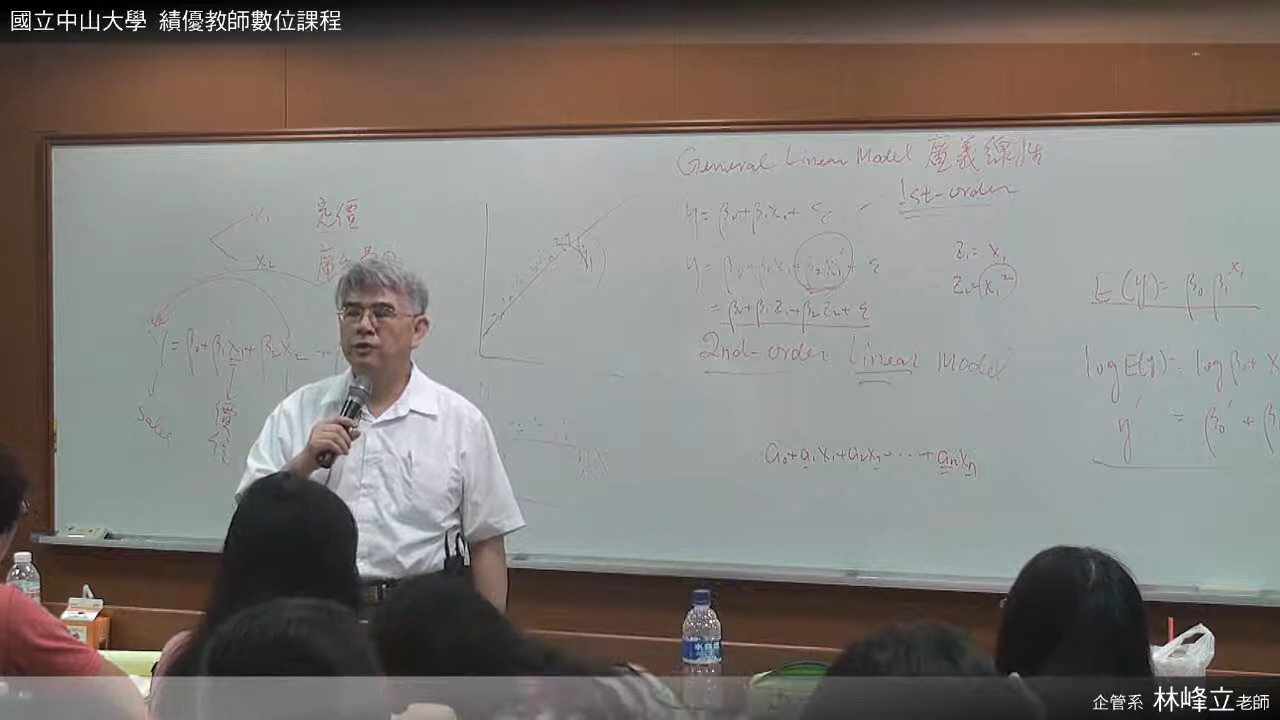 國立中山大學 績優教師數位課程
General Linear Model 廣義線性
y = β₀+β₁x₁+ ε
1st-order
y = β₀+β₁x₁+β₂x₁²+ ε
= β₀+β₁z₁+β₂z₂+ ε
z₁= x₁
z₂= x₁²
2nd-order Linear Model
a₀+a₁x₁+a₂x₂+ ... +aₙxₙ
E(y)= β₀ β₁^x₁
log E(y)= log β₀+ x
y' = β₀' + β
x₁
x₂
y = β₀+β₁x₁+β₂x₂
Sales
企管系 林峰立老師